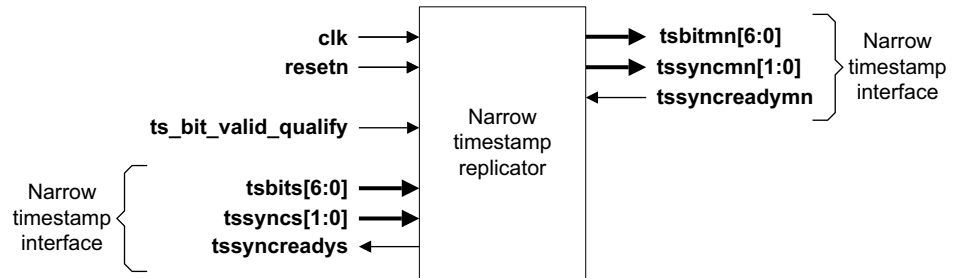 clk
resetn
ts_bit_valid_qualify
Narrow
timestamp
interface
tsbits[6:0]
tssyncs[1:0]
tssyncreadys
Narrow
timestamp
replicator
tsbitmn[6:0]
tssyncmn[1:0]
tssyncreadymn
Narrow
timestamp
interface